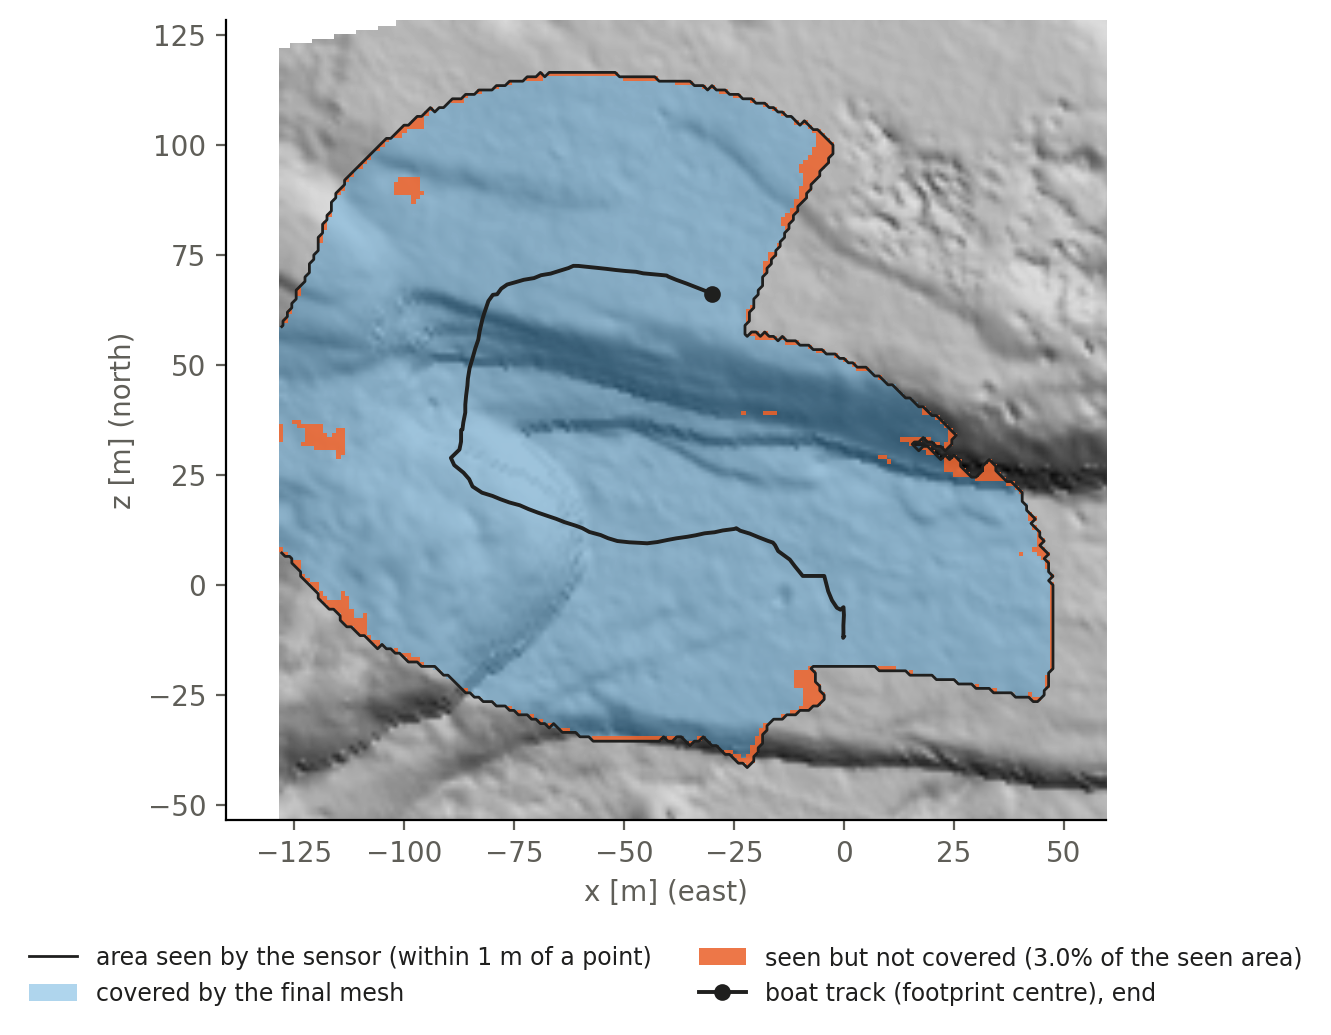 125
100
75
50
25
0
−25
−50
z [m] (north)
−125 −100 −75 −50 −25 0 25 50
x [m] (east)
area seen by the sensor (within 1 m of a point)
covered by the final mesh
seen but not covered (3.0% of the seen area)
boat track (footprint centre), end